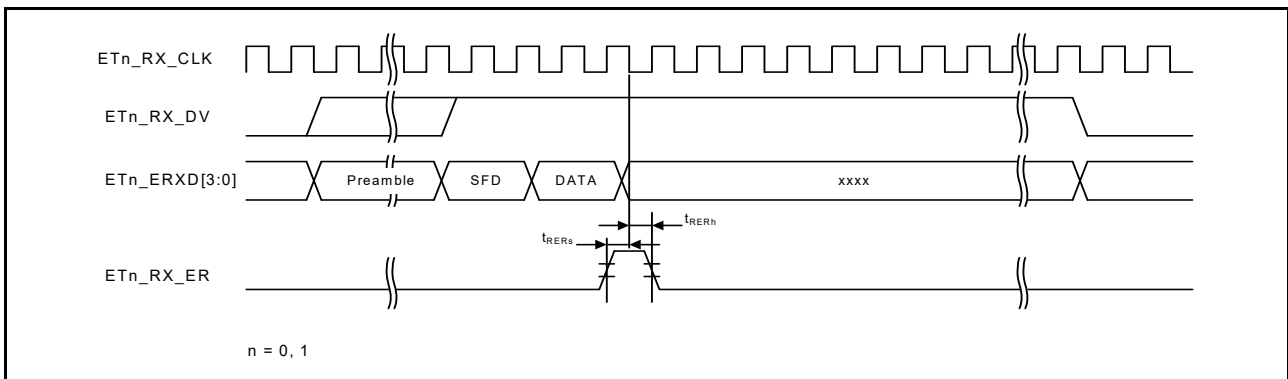 ETn_RX_CLK
ETn_RX_DV
ETn_ERXD[3:0]
Preamble
SFD
DATA
xxxx
tRERh
tRERs
ETn_RX_ER
n = 0, 1